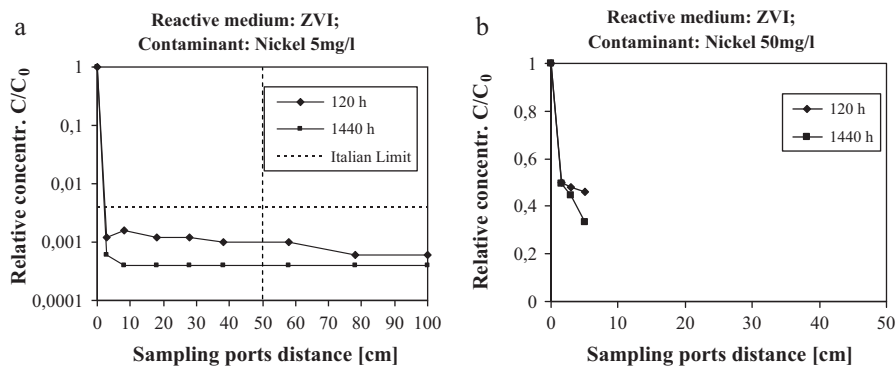 a
Reactive medium: ZVI;
Contaminant: Nickel 5mg/l
Relative concentr. C/C0
1
0,1
0,01
0,001
0,0001
120 h
1440 h
Italian Limit
0 10 20 30 40 50 60 70 80 90 100
Sampling ports distance [cm]
b
Reactive medium: ZVI;
Contaminant: Nickel 50mg/l
Relative concentr. C/C0
1
0,8
0,6
0,4
0,2
0
120 h
1440 h
0 10 20 30 40 50
Sampling ports distance [cm]